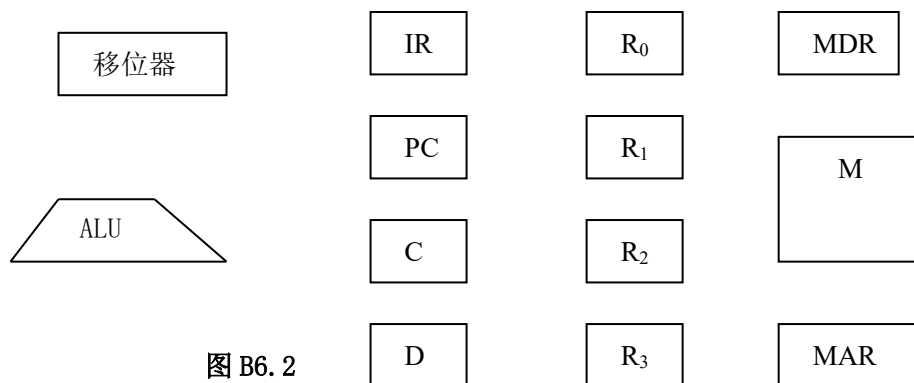 移位器
IR
R₀
MDR
PC
R₁
M
ALU
C
R₂
图 B6.2
D
R₃
MAR